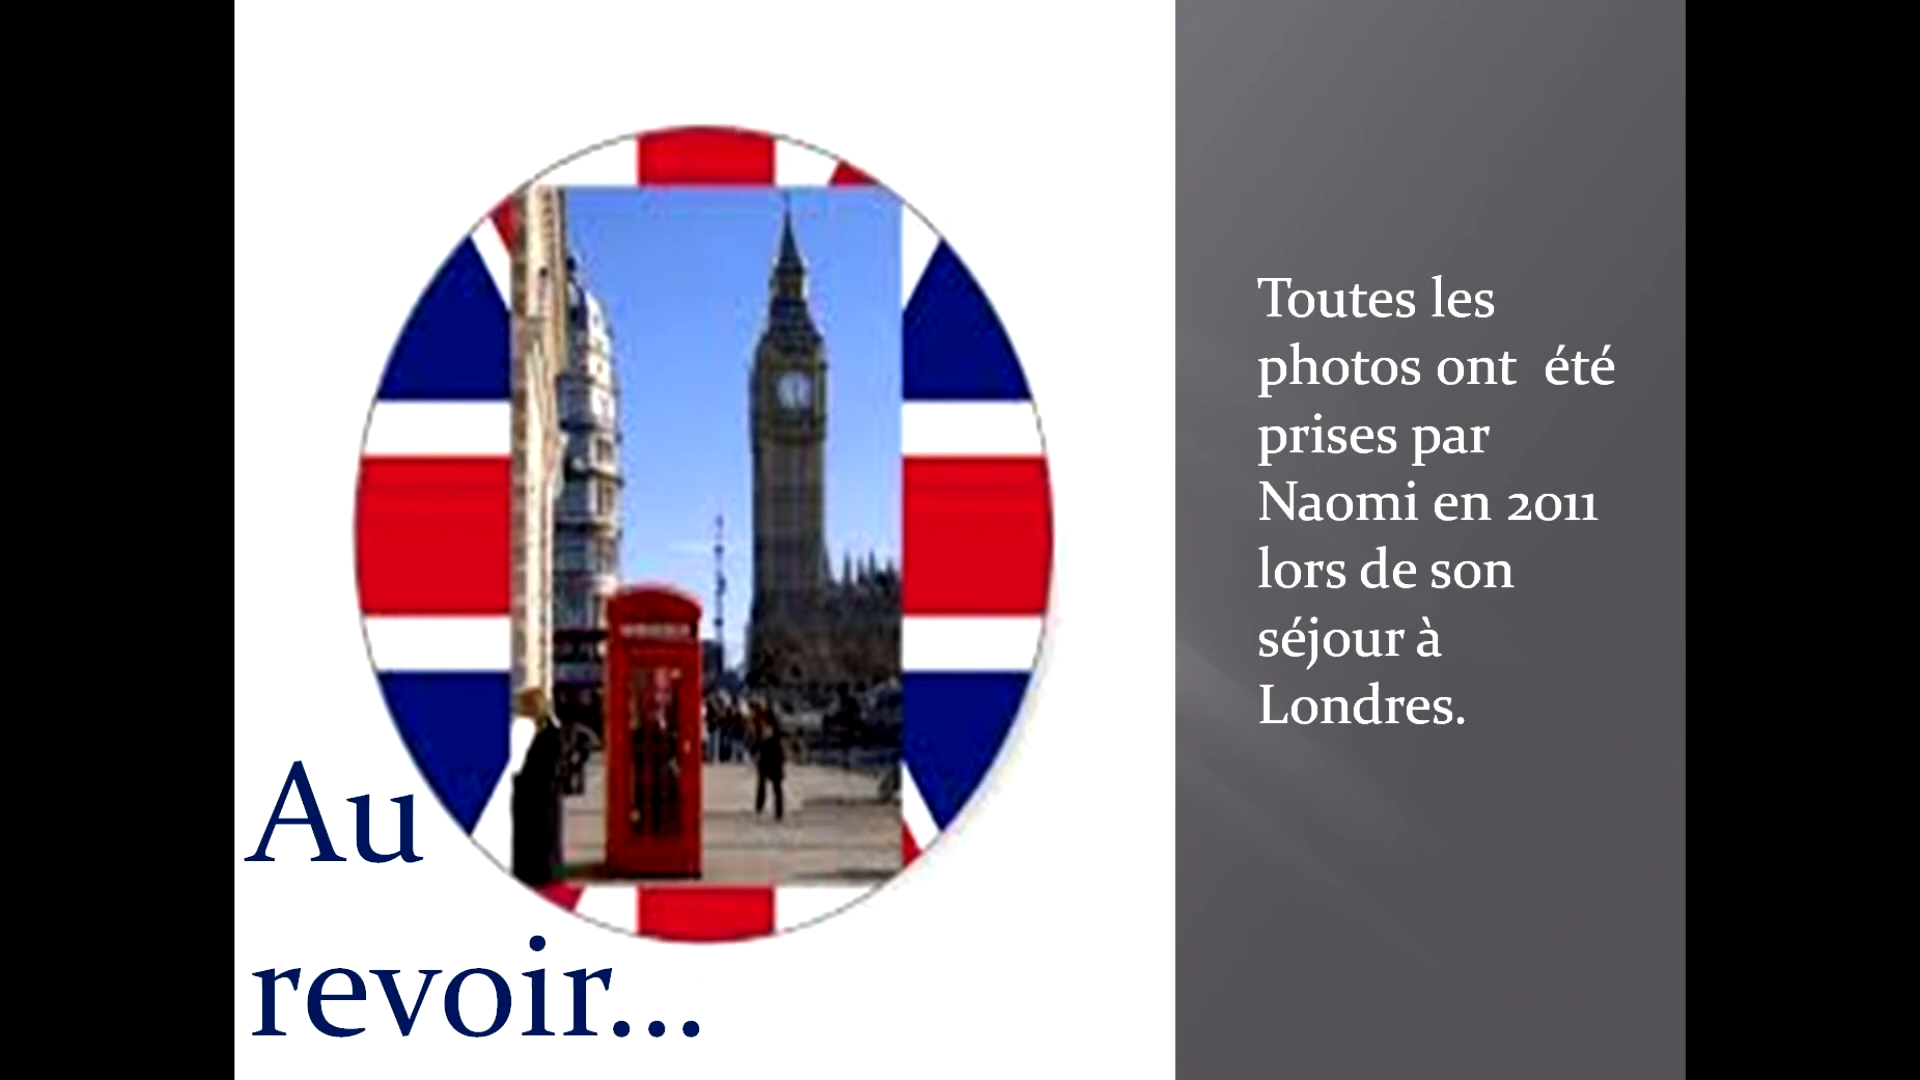 Toutes les
photos ont été
prises par
Naomi en 2011
lors de son
séjour à
Londres.
Au
revoir...